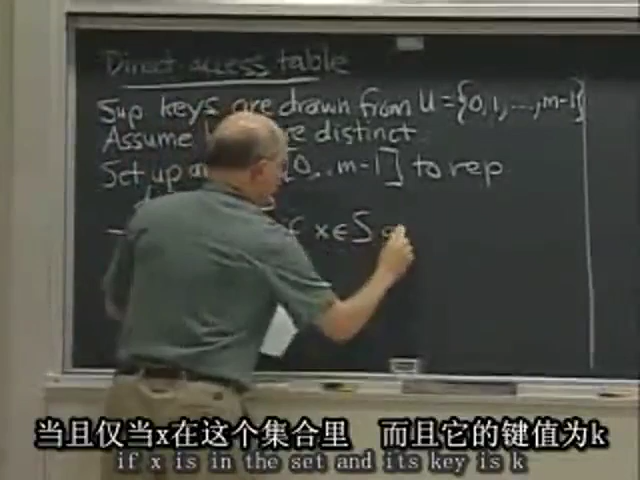 Direct access table
Sup keys are drawn from U = {0,1,...,m-1}
Assume are distinct.
Set up 0,..m-1] to rep
x∈S
当且仅当x在这个集合里 而且它的键值为k
if x is in the set and its key is k